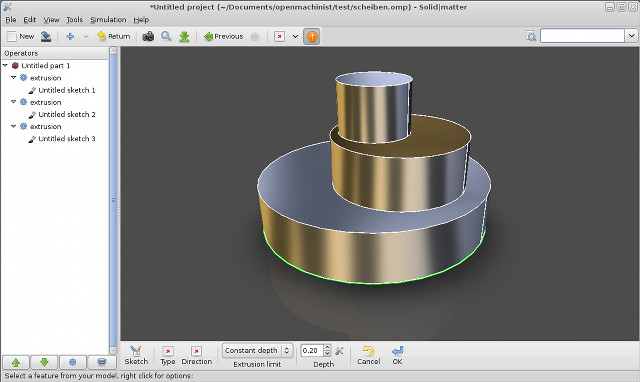 *Untitled project (~/Documents/openmachinist/test/scheiben.omp) - Solid|matter
File Edit View Tools Simulation Help
New Return Previous
Operators
Untitled part 1
extrusion
Untitled sketch 1
extrusion
Untitled sketch 2
extrusion
Untitled sketch 3
Sketch Type Direction Constant depth 0.20 Cancel OK
Extrusion limit Depth
Select a feature from your model, right click for options: